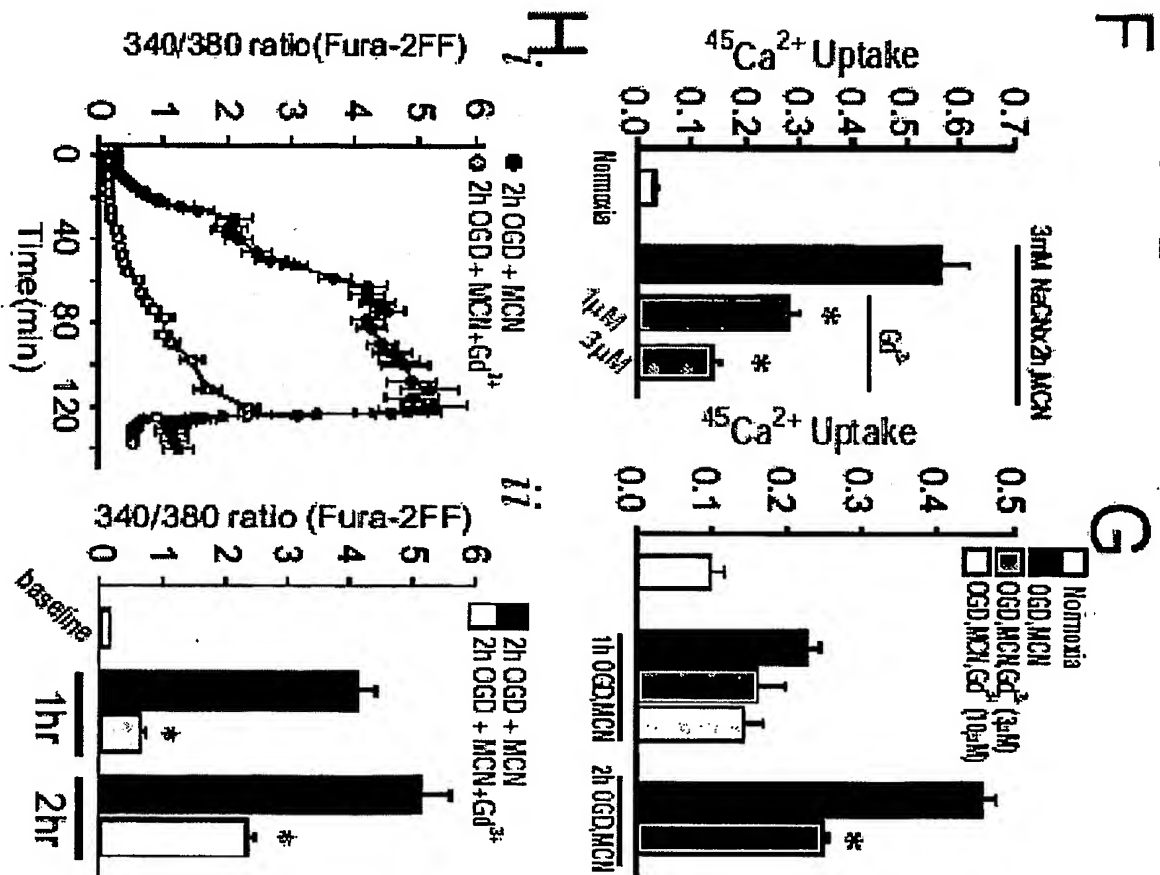 F
45Ca2+ Uptake
0.7
0.6
0.5
0.4
0.3
0.2
0.1
0.0
3mM NaCNx2h,MCN
Gd3+
*
*
Normoxia
1µM
3µM
G
45Ca2+ Uptake
0.5
0.4
0.3
0.2
0.1
0.0
Normoxia
OGD,MCN
OGD,MCN,Gd3+ (3µM)
OGD,MCN,Gd3+ (10µM)
*
1h OGD,MCN
2h OGD,MCN
H
i
340/380 ratio(Fura-2FF)
6
5
4
3
2
1
0
2h OGD + MCN
2h OGD + MCN+Gd3+
0
40
80
120
Time(min)
ii
340/380 ratio (Fura-2FF)
6
5
4
3
2
1
0
2h OGD + MCN
2h OGD + MCN+Gd3+
*
*
baseline
1hr
2hr